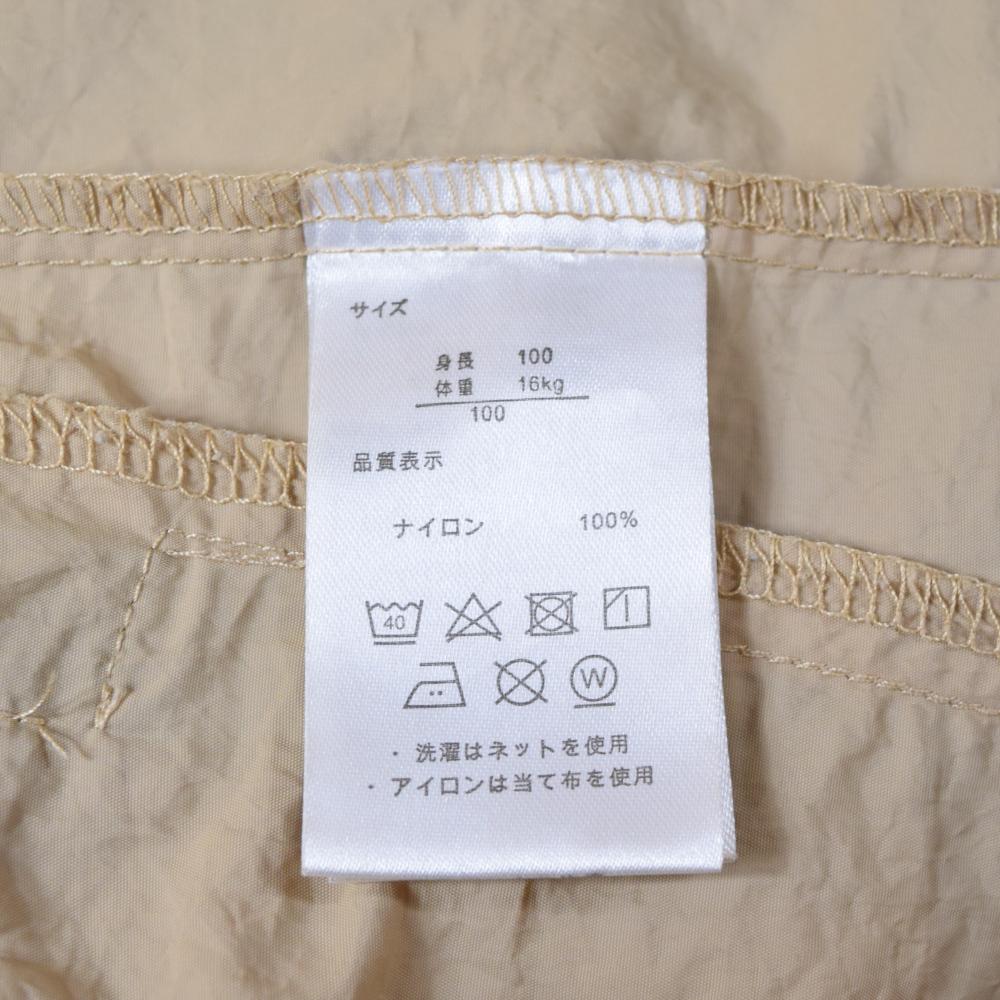 サイズ
身長 100
体重 16kg
100
品質表示
ナイロン 100%
40
W
・洗濯はネットを使用
・アイロンは当て布を使用